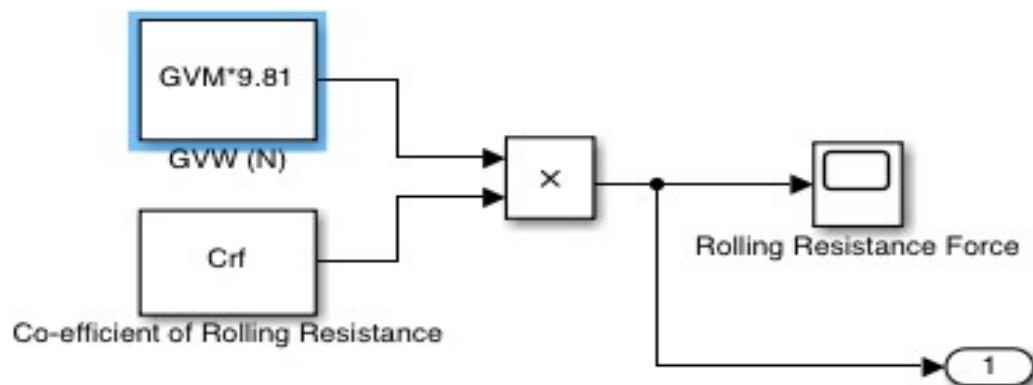 GVM*9.81
GVW (N)
×
Crf
Rolling Resistance Force
Co-efficient of Rolling Resistance
1